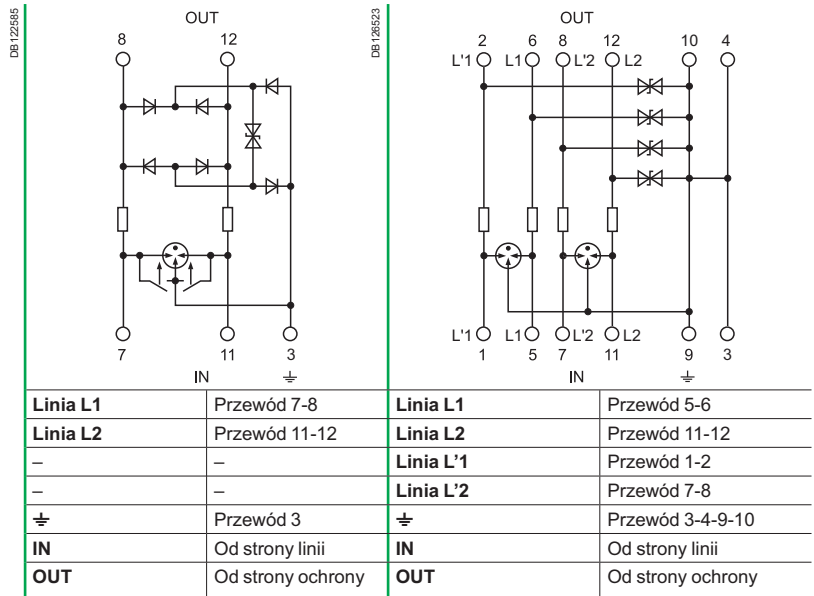 DB122585
OUT
8 12
7 11 3
IN
DB126523
OUT
2 6 8 12 10 4
L'1 L1 L'2 L2
L'1 L1 L'2 L2
1 5 7 11 9 3
IN
Linia L1 Przewód 7-8
Linia L2 Przewód 11-12
– –
– –
Przewód 3
IN Od strony linii
OUT Od strony ochrony
Linia L1 Przewód 5-6
Linia L2 Przewód 11-12
Linia L’1 Przewód 1-2
Linia L’2 Przewód 7-8
Przewód 3-4-9-10
IN Od strony linii
OUT Od strony ochrony